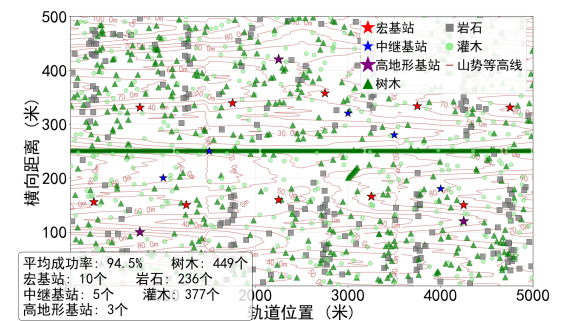 500
400
300
200
100
横向距离 (米)
宏基站
岩石
中继基站
灌木
高地形基站
山势等高线
树木
平均成功率: 94.5% 树木: 449个
宏基站: 10个 岩石: 236个
中继基站: 5个 灌木: 377个
高地形基站: 3个
2000
3000
4000
5000
轨道位置 (米)